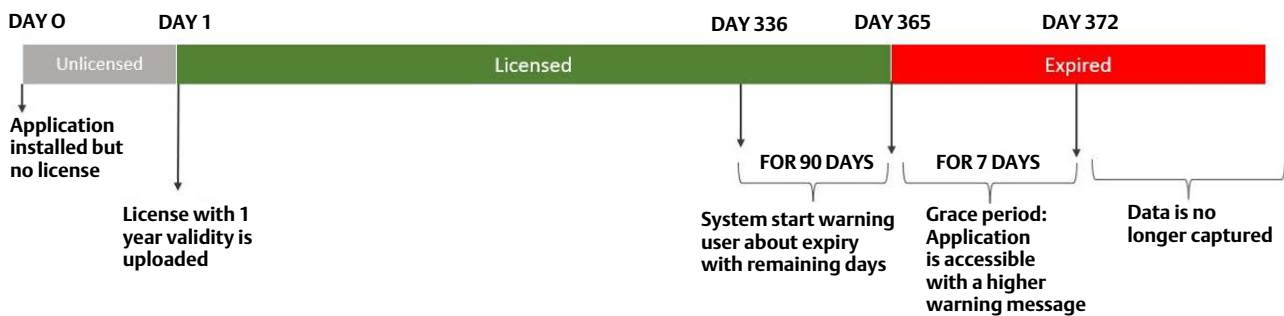 DAY O
DAY 1
DAY 336
DAY 365
DAY 372
Unlicensed
Licensed
Expired
Application
installed but
no license
License with 1
year validity is
uploaded
FOR 90 DAYS
System start warning
user about expiry
with remaining days
FOR 7 DAYS
Grace period:
Application
is accessible
with a higher
warning message
Data is no
longer captured